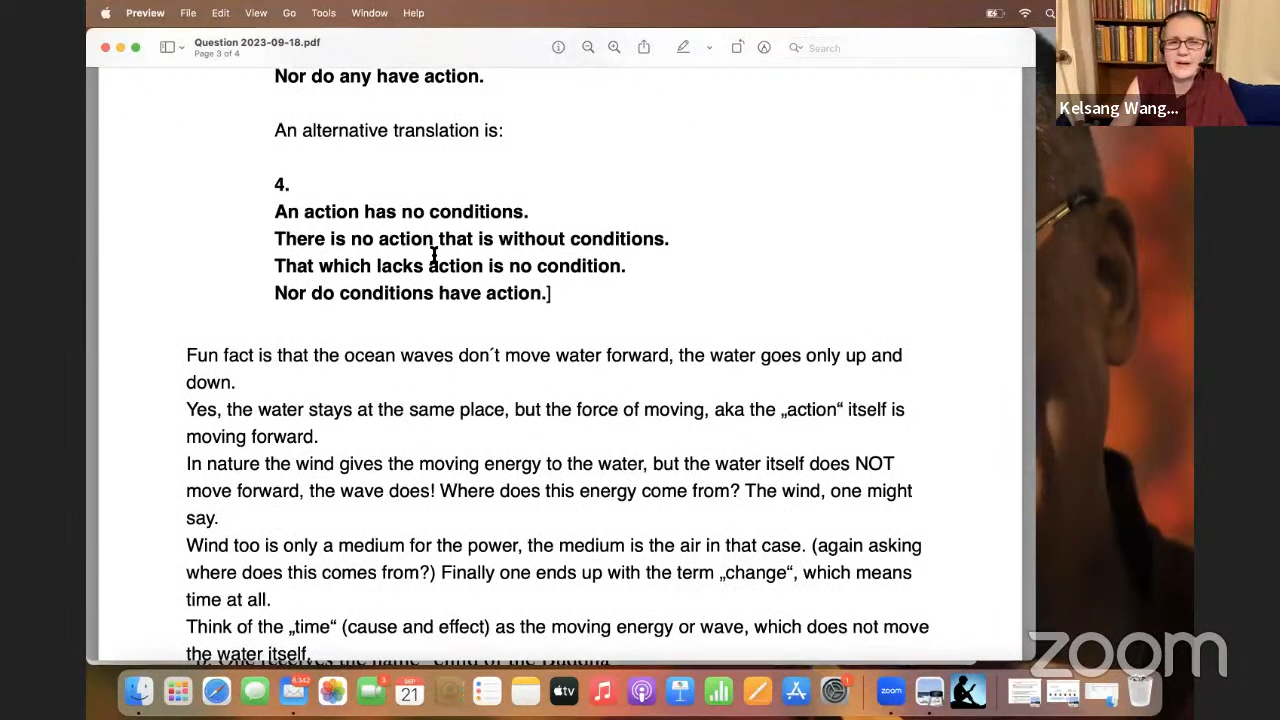 Preview File Edit View Go Tools Window Help
Question 2023-09-18.pdf
Page 3 of 4
Search
Kelsang Wang...
Nor do any have action.
An alternative translation is:
4.
An action has no conditions.
There is no action that is without conditions.
That which lacks action is no condition.
Nor do conditions have action.]
Fun fact is that the ocean waves don´t move water forward, the water goes only up and
down.
Yes, the water stays at the same place, but the force of moving, aka the „action“ itself is
moving forward.
In nature the wind gives the moving energy to the water, but the water itself does NOT
move forward, the wave does! Where does this energy come from? The wind, one might
say.
Wind too is only a medium for the power, the medium is the air in that case. (again asking
where does this comes from?) Finally one ends up with the term „change“, which means
time at all.
Think of the „time“ (cause and effect) as the moving energy or wave, which does not move
the water itself.
zoom
6,342
3
SEP
21
tv
zoom
1